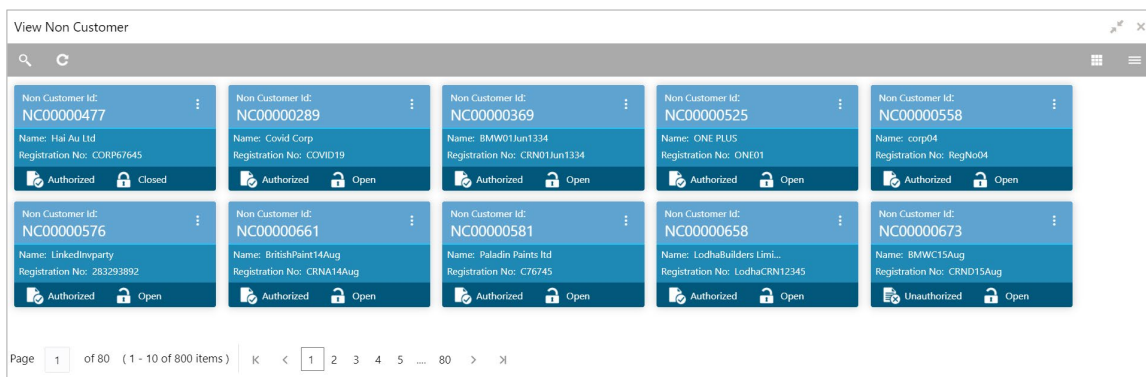 View Non Customer
Non Customer Id: Non Customer Id: Non Customer Id: Non Customer Id: Non Customer Id:
NC00000477 NC00000289 NC00000369 NC00000525 NC00000558
Name: Hai Au Ltd Name: Covid Corp Name: BMW01Jun1334 Name: ONE PLUS Name: corp04
Registration No: CORP67645 Registration No: COVID19 Registration No: CRN01Jun1334 Registration No: ONE01 Registration No: RegNo04
Authorized Closed Authorized Open Authorized Open Authorized Open Authorized Open
Non Customer Id: Non Customer Id: Non Customer Id: Non Customer Id: Non Customer Id:
NC00000576 NC00000661 NC00000581 NC00000658 NC00000673
Name: LinkedInvparty Name: BritishPaint14Aug Name: Paladin Paints ltd Name: LodhaBuilders Limi... Name: BMWC15Aug
Registration No: 283293892 Registration No: CRNA14Aug Registration No: C76745 Registration No: LodhaCRN12345 Registration No: CRND15Aug
Authorized Open Authorized Open Authorized Open Authorized Open Unauthorized Open
Page 1 of 80 ( 1 - 10 of 800 items ) 1 2 3 4 5 .... 80